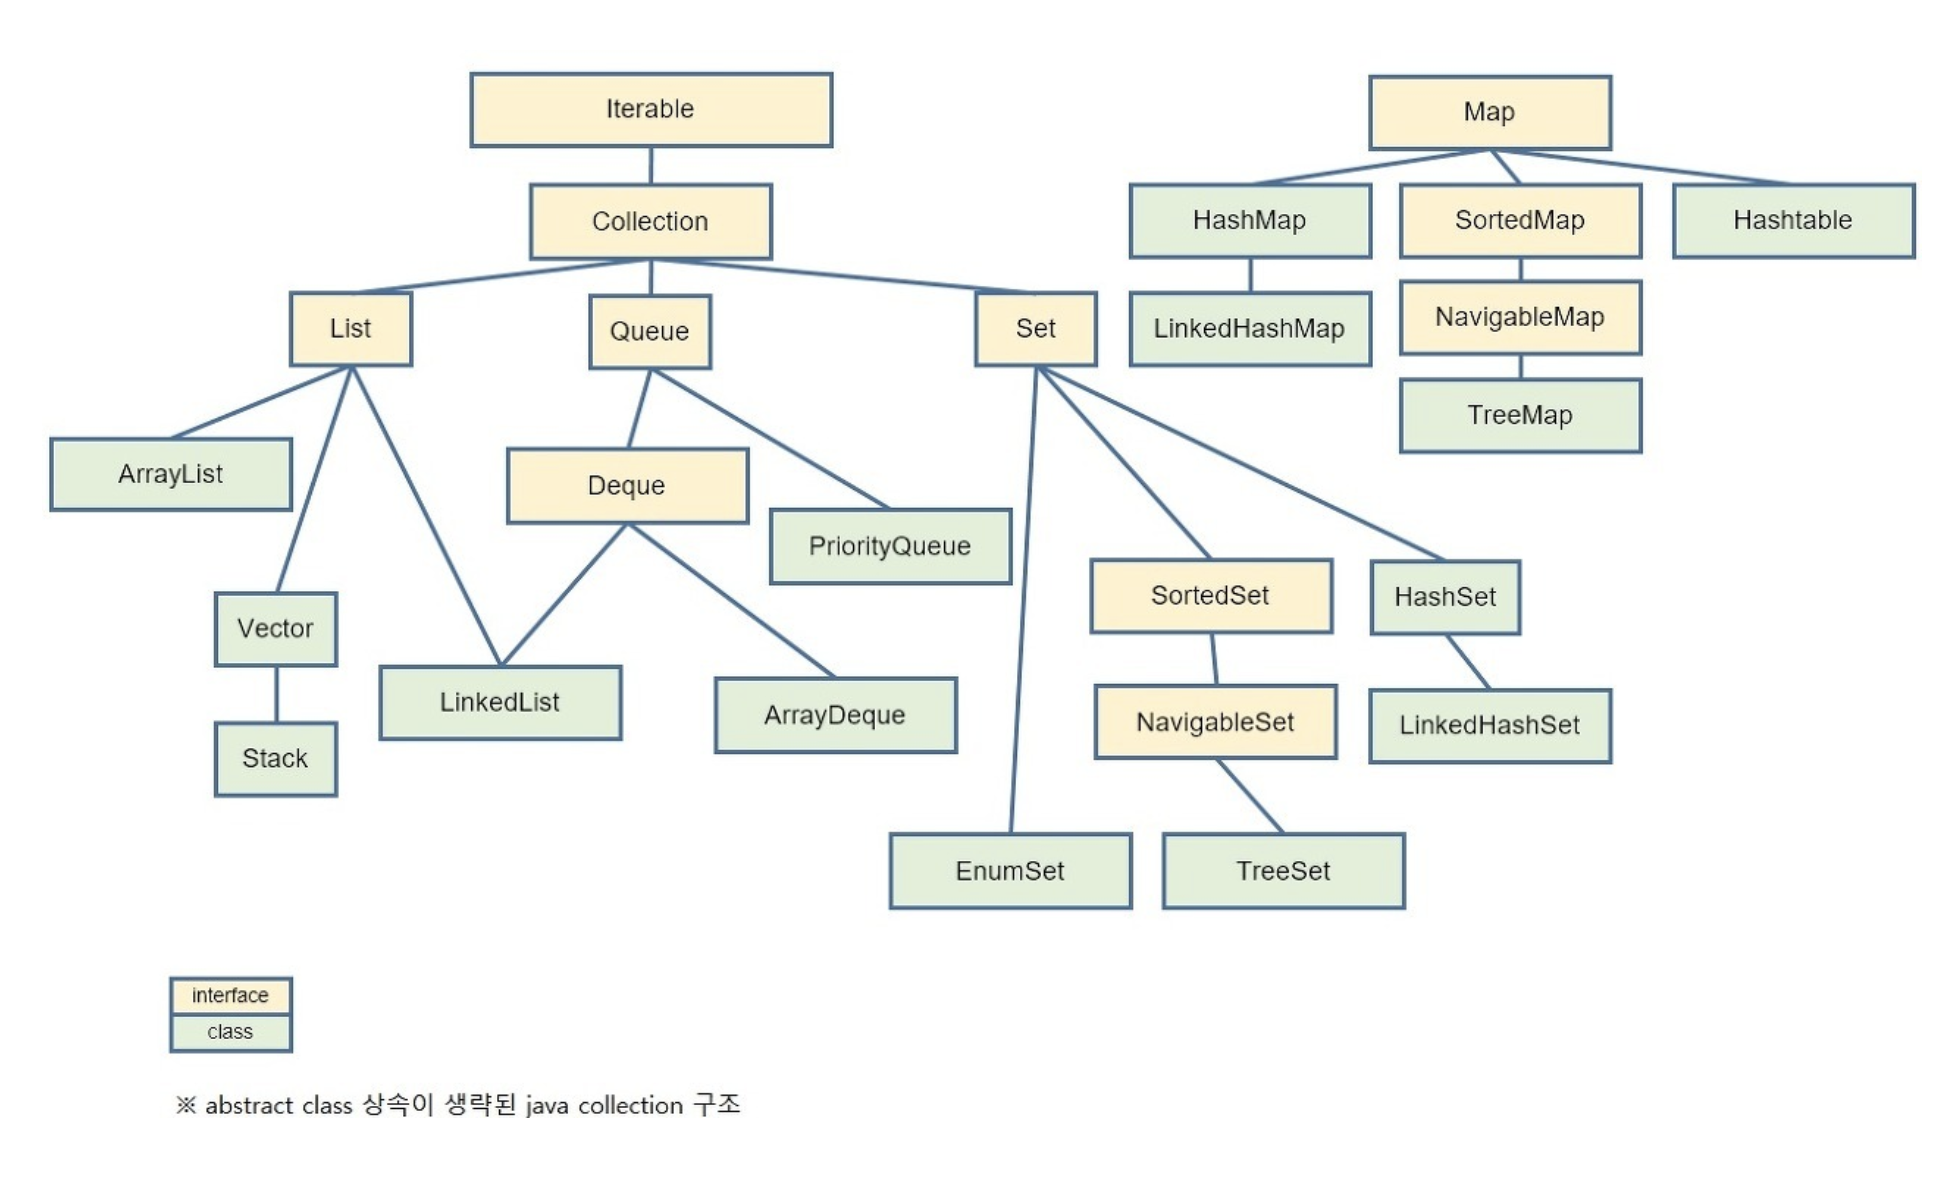 Iterable
Map
Collection
HashMap
SortedMap
Hashtable
List
Queue
Set
LinkedHashMap
NavigableMap
TreeMap
ArrayList
Deque
PriorityQueue
SortedSet
HashSet
Vector
LinkedList
ArrayDeque
NavigableSet
LinkedHashSet
Stack
EnumSet
TreeSet
interface
class
※ abstract class 상속이 생략된 java collection 구조